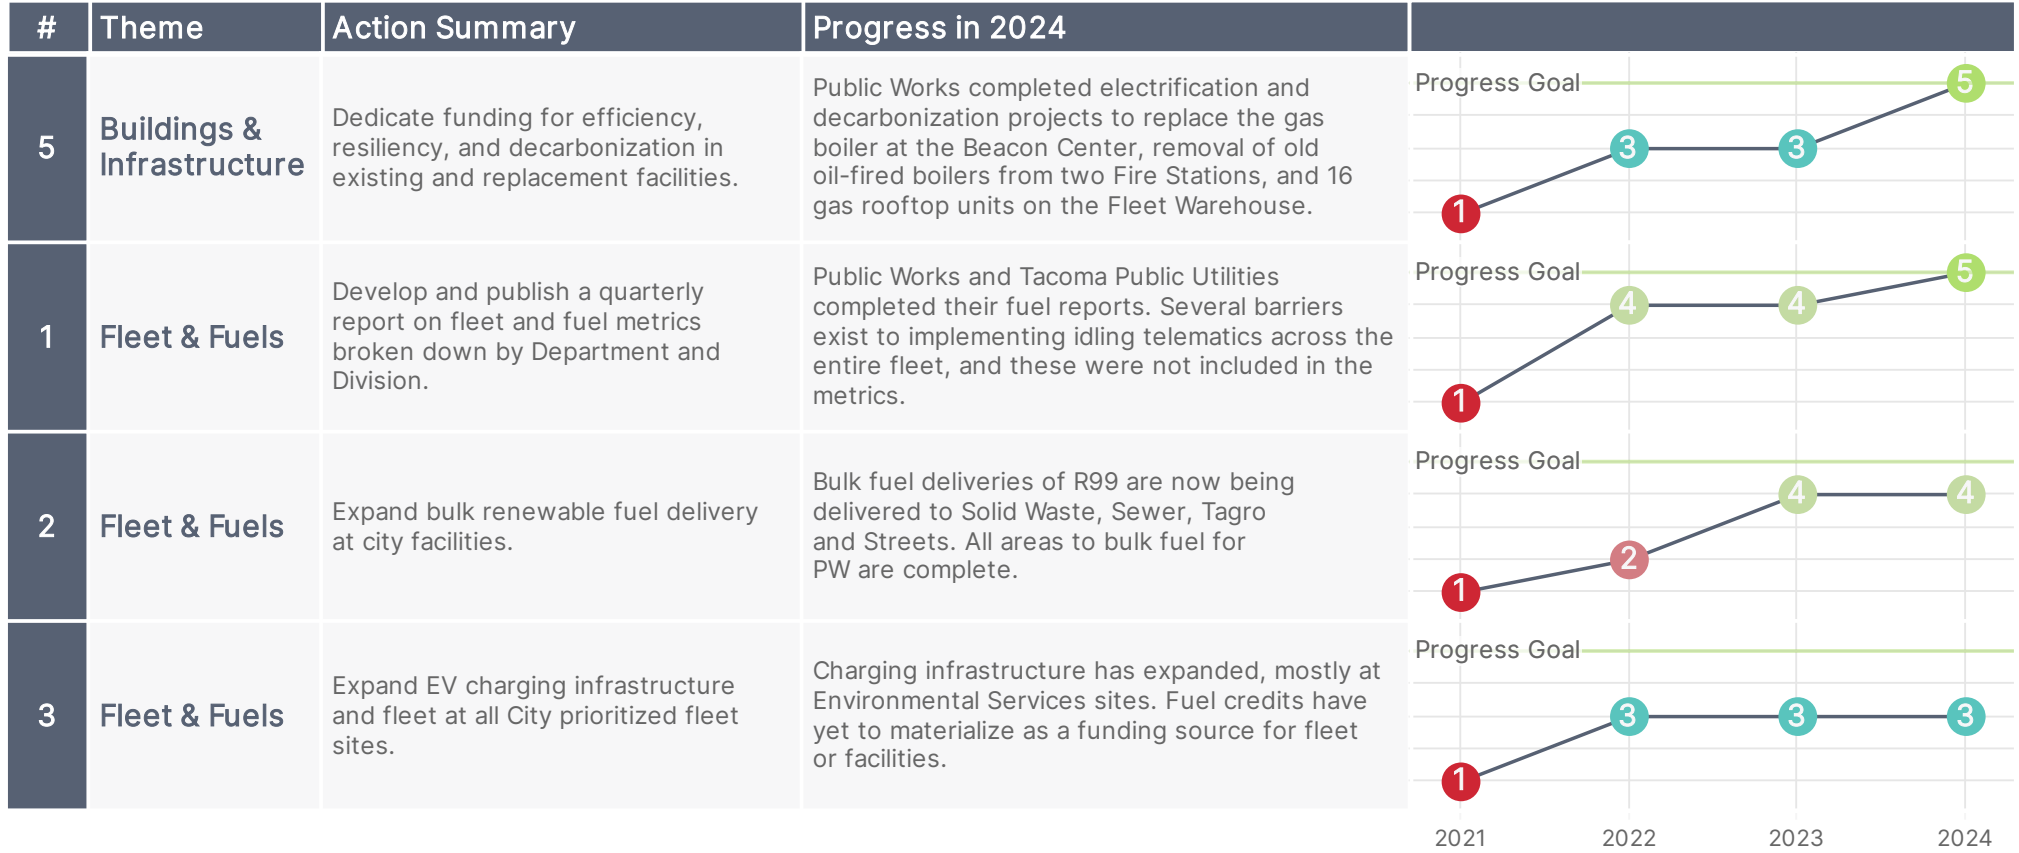 # Theme Action Summary Progress in 2024
5
Buildings &
Infrastructure
Dedicate funding for efficiency,
resiliency, and decarbonization in
existing and replacement facilities.
Public Works completed electrification and
decarbonization projects to replace the gas
boiler at the Beacon Center, removal of old
oil-fired boilers from two Fire Stations, and 16
gas rooftop units on the Fleet Warehouse.
Progress Goal
1 3 3 5
1
Fleet & Fuels
Develop and publish a quarterly
report on fleet and fuel metrics
broken down by Department and
Division.
Public Works and Tacoma Public Utilities
completed their fuel reports. Several barriers
exist to implementing idling telematics across the
entire fleet, and these were not included in the
metrics.
Progress Goal
1 4 4 5
2
Fleet & Fuels
Expand bulk renewable fuel delivery
at city facilities.
Bulk fuel deliveries of R99 are now being
delivered to Solid Waste, Sewer, Tagro
and Streets. All areas to bulk fuel for
PW are complete.
Progress Goal
1 2 4 4
3
Fleet & Fuels
Expand EV charging infrastructure
and fleet at all City prioritized fleet
sites.
Charging infrastructure has expanded, mostly at
Environmental Services sites. Fuel credits have
yet to materialize as a funding source for fleet
or facilities.
Progress Goal
1 3 3 3
2021 2022 2023 2024